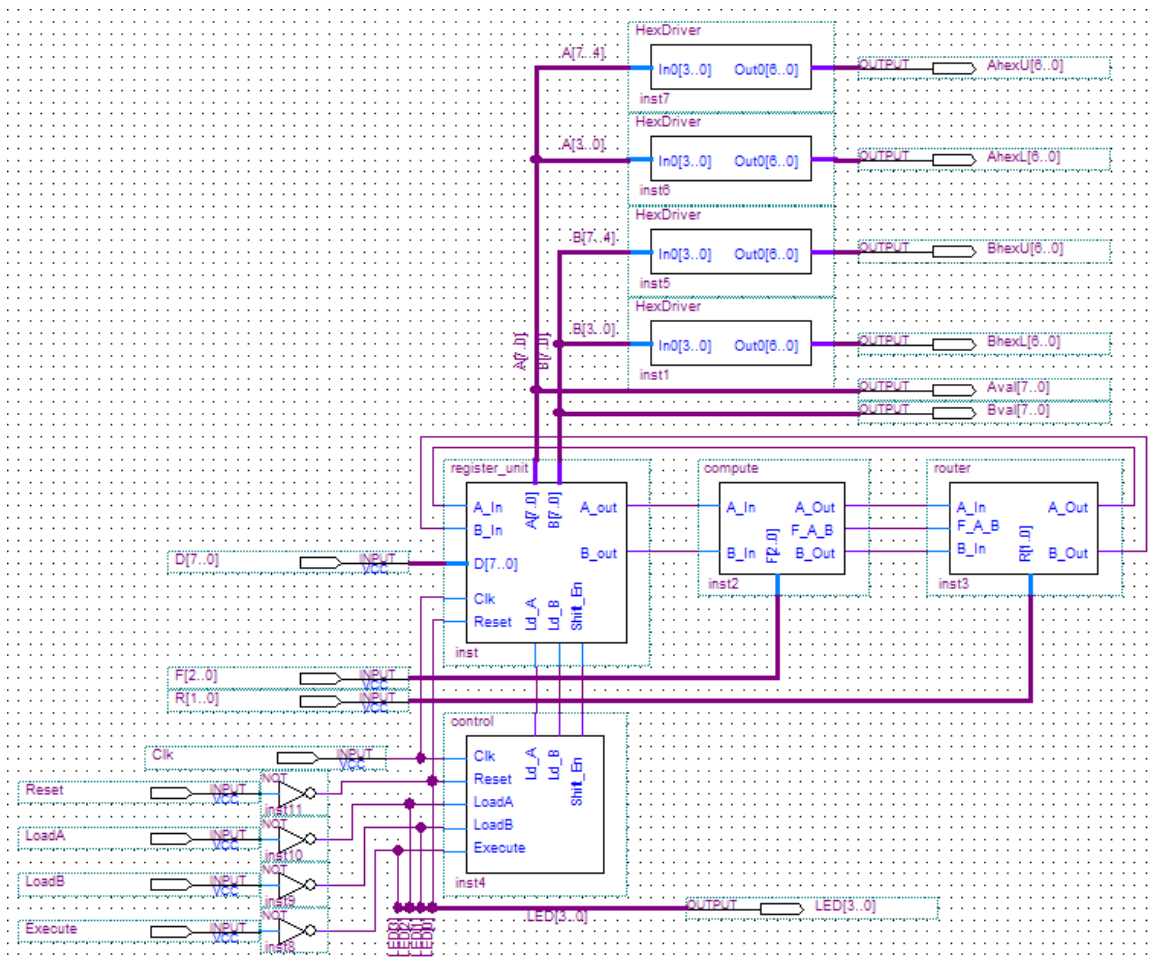 HexDriver
A[7..4]
In0[3..0] Out0[6..0]
inst7
OUTPUT AhexU[6..0]
HexDriver
A[3..0]
In0[3..0] Out0[6..0]
inst6
OUTPUT AhexL[6..0]
HexDriver
B[7..4]
In0[3..0] Out0[6..0]
inst5
OUTPUT BhexU[6..0]
HexDriver
B[3..0]
In0[3..0] Out0[6..0]
inst1
OUTPUT BhexL[6..0]
A[7..0]
B[7..0]
OUTPUT Aval[7..0]
OUTPUT Bval[7..0]
register_unit
A_In
B_In
D[7..0]
Clk
Reset
A[7..0]
B[7..0]
A_out
B_out
Ld_A
Ld_B
Shift_En
inst
compute
A_In
B_In
F[2..0]
A_Out
F_A_B
B_Out
inst2
router
A_In
F_A_B
B_In
R[1..0]
A_Out
B_Out
inst3
D[7..0] INPUT
VCC
F[2..0] INPUT
VCC
R[1..0] INPUT
VCC
control
Clk
Reset
LoadA
LoadB
Execute
Ld_A
Ld_B
Shift_En
inst4
Clk INPUT
VCC
Reset INPUT
VCC
NOT
inst11
LoadA INPUT
VCC
NOT
inst10
LoadB INPUT
VCC
NOT
inst9
Execute INPUT
VCC
NOT
inst8
LED[3..0]
OUTPUT LED[3..0]